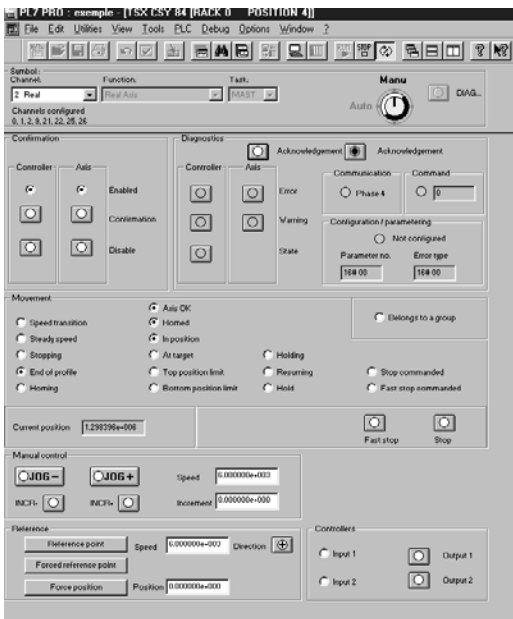 PL7 PRO : exemple - [TSX CSY 84 [RACK 0 POSITION 4]]
File Edit Utilities View Tools PLC Debug Options Window ?
Symbol :
Channel: Function: Task: Manu
2 Real Real Axis MAST Auto DIAG...
Channels configured
0, 1, 2, 9, 21, 22, 25, 26
Confirmation Diagnostics
Acknowledgement Acknowledgement
Controller Axis Controller Axis Communication Command
Enabled Error Phase 4 0
Confirmation Warning Configuration / parametering
Not configured
Disable State Parameter no. Error type
16# 00 16# 00
Movement
Axis OK
Speed transition Homed Belongs to a group
Steady speed In position
Stopping At target Holding
End of profile Top position limit Resuming Stop commanded
Homing Bottom position limit Hold Fast stop commanded
Current position 1.298396e+006
Fast stop Stop
Manual control
JOG- JOG+ Speed 6.000000e+003
INCR- INCR+ Increment 0.000000e+000
Reference Controllers
Reference point Speed 6.000000e+003 Direction Input 1 Output 1
Forced reference point
Force position Position 0.000000e+000 Input 2 Output 2